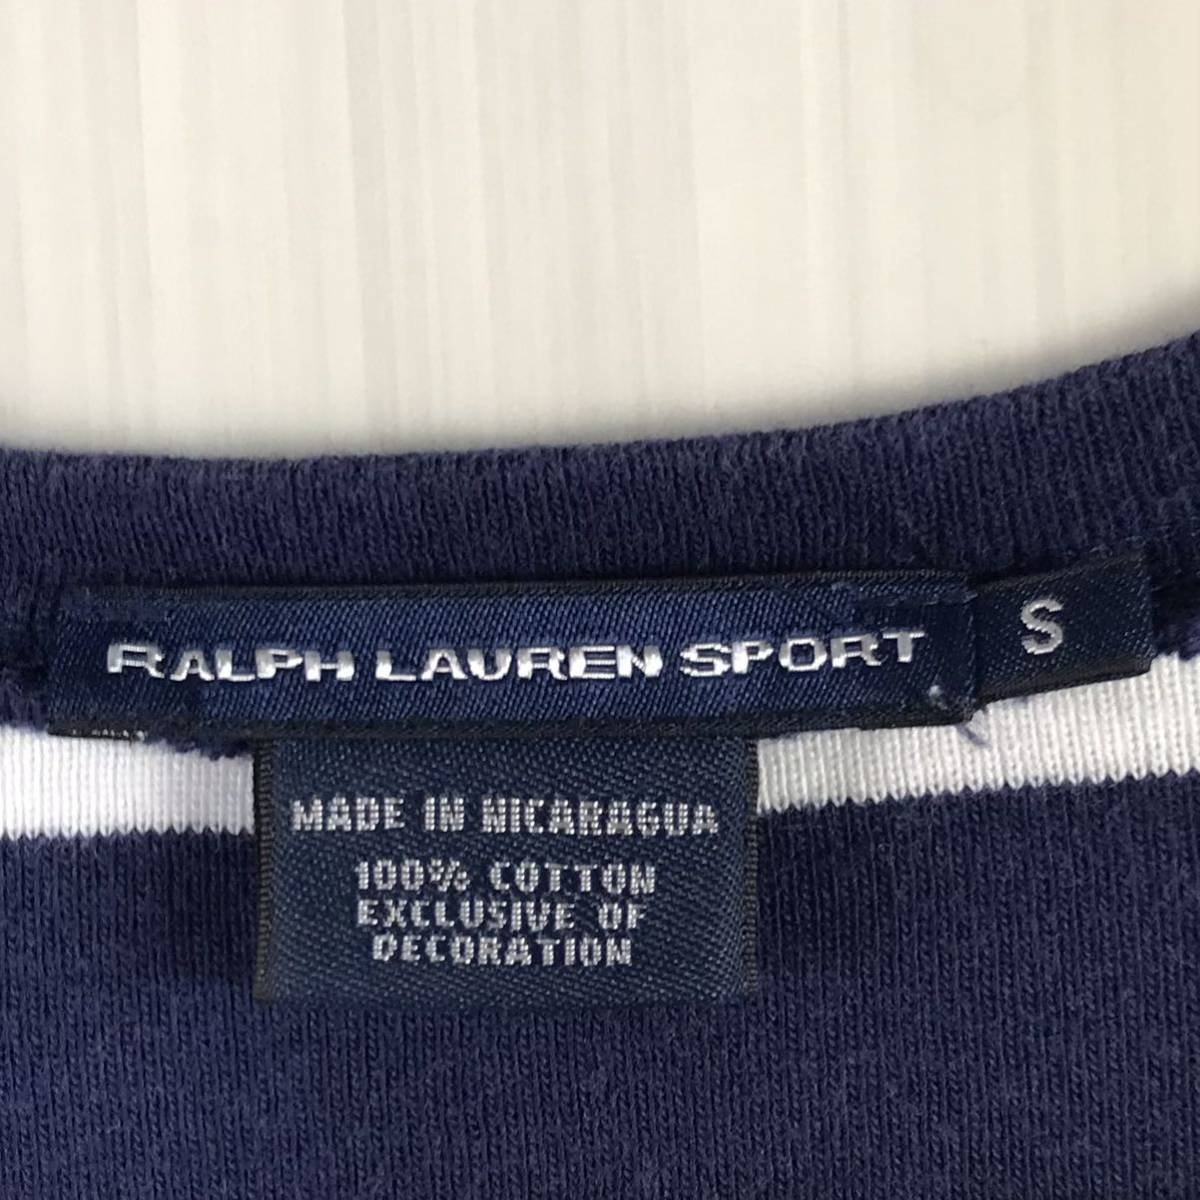 RALPH LAUREN SPORT
S
MADE IN NICARAGUA
100% COTTON
EXCLUSIVE OF
DECORATION